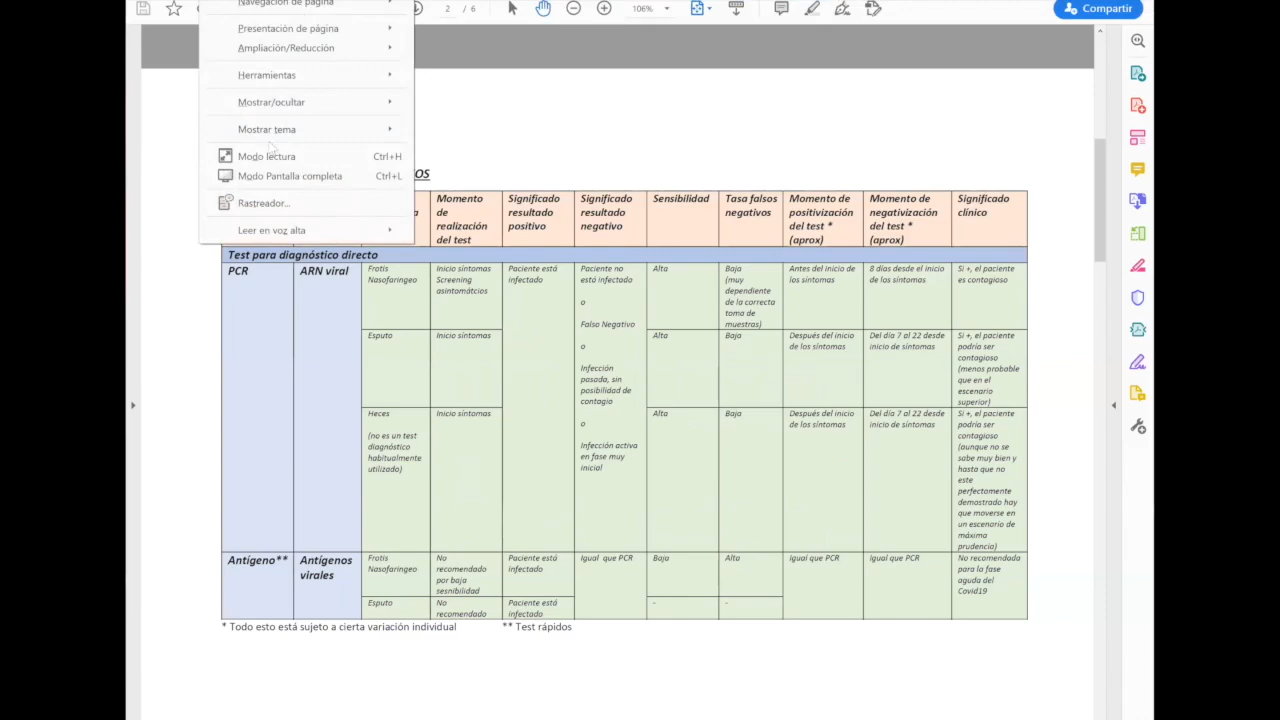 Navegación de página
2 / 6
106%
Compartir
Presentación de página
Ampliación/Reducción
Herramientas
Mostrar/ocultar
Mostrar tema
Modo lectura Ctrl+H
Modo Pantalla completa Ctrl+L
Rastreador...
Leer en voz alta
OS
a
Momento
de
realización
del test
Significado
resultado
positivo
Significado
resultado
negativo
Sensibilidad
Tasa falsos
negativos
Momento de
positivización
del test *
(aprox)
Momento de
negativización
del test *
(aprox)
Significado
clínico
Test para diagnóstico directo
PCR
ARN viral
Frotis
Nasofaringeo
Inicio síntomas
Screening
asintomátcios
Paciente está
infectado
Paciente no
está infectado
o
Falso Negativo
o
Infección
pasada, sin
posibilidad de
contagio
o
Infección activa
en fase muy
inicial
Alta
Baja
(muy
dependiente
de la correcta
toma de
muestras)
Antes del inicio de
los síntomas
8 días desde el inicio
de los síntomas
Si +, el paciente
es contagioso
Esputo
Inicio síntomas
Alta
Baja
Después del inicio
de los síntomas
Del día 7 al 22 desde
inicio de síntomas
Si +, el paciente
podría ser
contagioso
(menos probable
que en el
escenario
superior)
Heces
(no es un test
diagnóstico
habitualmente
utilizado)
Inicio síntomas
Alta
Baja
Después del inicio
de los síntomas
Del día 7 al 22 desde
inicio de síntomas
Si +, el paciente
podría ser
contagioso
(aunque no se
sabe muy bien y
hasta que no
este
perfectamente
demostrado hay
que moverse en
un escenario de
máxima
prudencia)
Antígeno**
Antígenos
virales
Frotis
Nasofaringeo
No
recomendado
por baja
sesnibilidad
Paciente está
infectado
Igual que PCR
Baja
Alta
Igual que PCR
Igual que PCR
No recomendada
para la fase
aguda del
Covid19
Esputo
No
recomendado
Paciente está
infectado
-
-
* Todo esto está sujeto a cierta variación individual ** Test rápidos